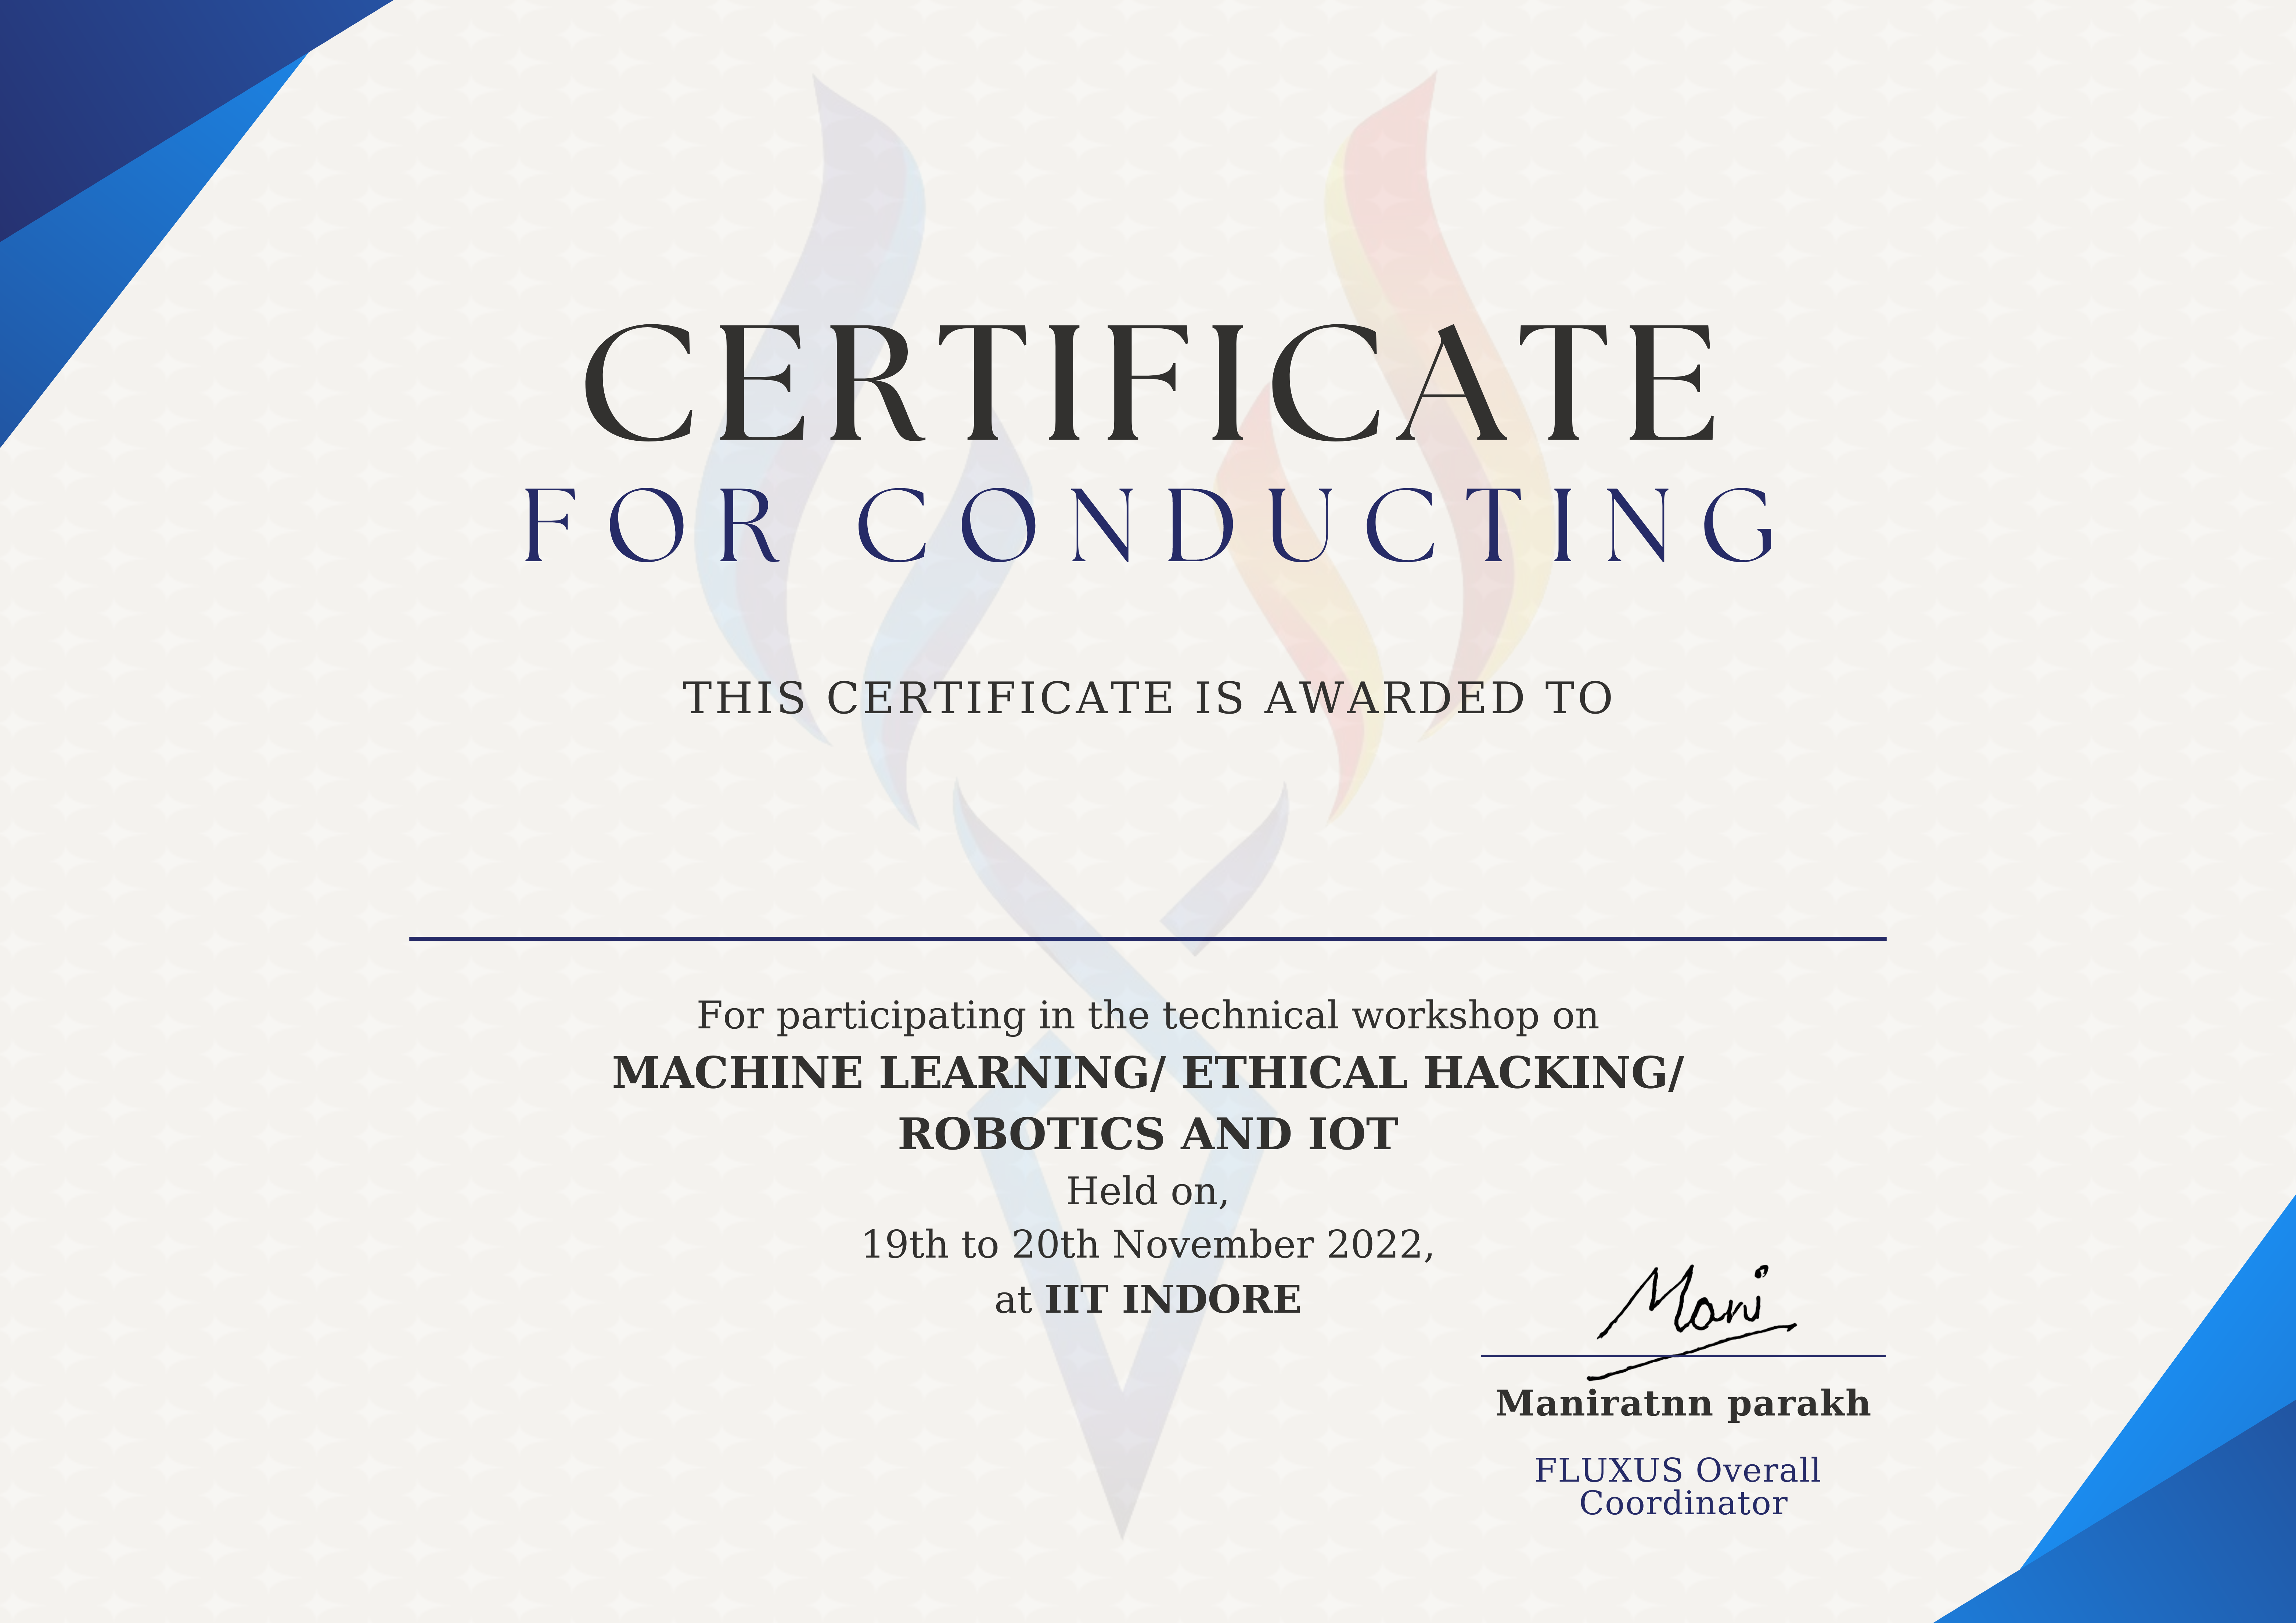 CERTIFICATE
FOR CONDUCTING
THIS CERTIFICATE IS AWARDED TO
For participating in the technical workshop on
MACHINE LEARNING/ ETHICAL HACKING/
ROBOTICS AND IOT
Held on,
19th to 20th November 2022,
at IIT INDORE
Mani
Maniratnn parakh
FLUXUS Overall
Coordinator